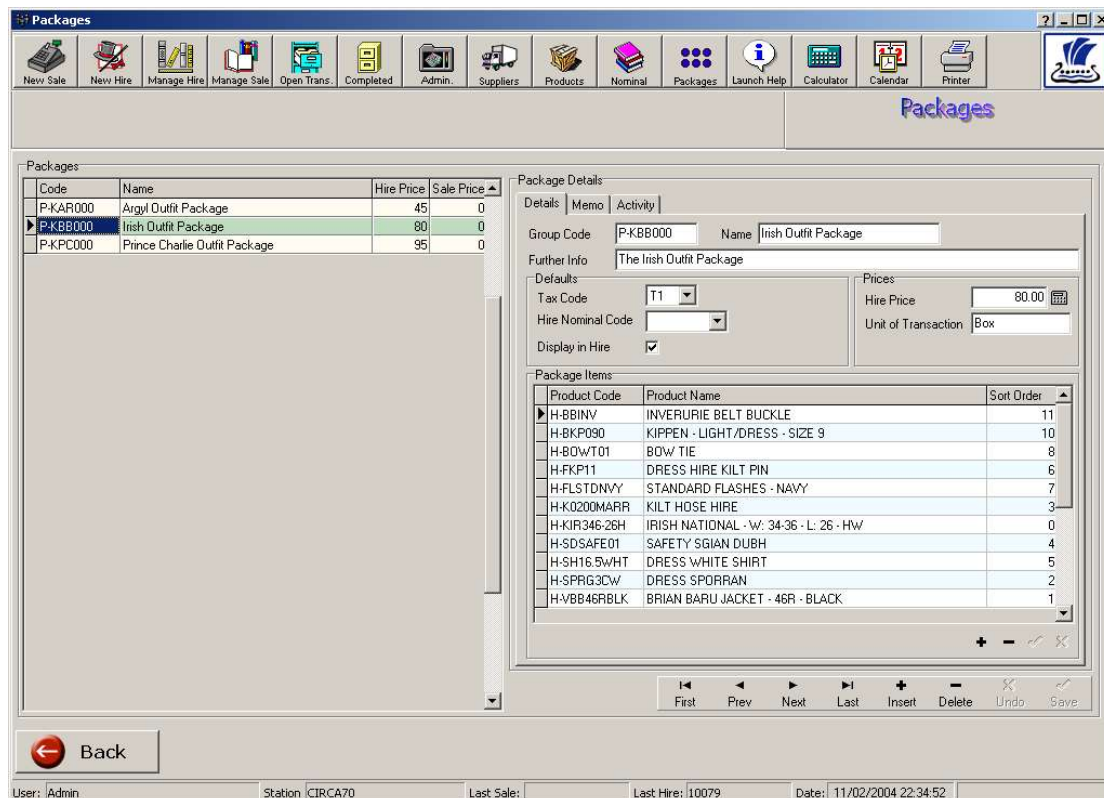 Packages
New Sale New Hire Manage Hire Manage Sale Open Trans. Completed Admin. Suppliers Products Nominal Packages Launch Help Calculator Calendar Printer
Packages
Packages
Code Name Hire Price Sale Price
P-KAR000 Argyl Outfit Package 45 0
P-KBB000 Irish Outfit Package 80 0
P-KPC000 Prince Charlie Outfit Package 95 0
Package Details
Details Memo Activity
Group Code P-KBB000 Name Irish Outfit Package
Further Info The Irish Outfit Package
Defaults
Tax Code T1
Hire Nominal Code
Display in Hire
Prices
Hire Price 80.00
Unit of Transaction Box
Package Items
Product Code Product Name Sort Order
H-BBINV INVERURIE BELT BUCKLE 11
H-BKP090 KIPPEN - LIGHT/DRESS - SIZE 9 10
H-BOWT01 BOW TIE 8
H-FKP11 DRESS HIRE KILT PIN 6
H-FLSTDNVY STANDARD FLASHES - NAVY 7
H-K0200MARR KILT HOSE HIRE 3
H-KIR346-26H IRISH NATIONAL - W: 34-36 - L: 26 - HW 0
H-SDSAFE01 SAFETY SGIAN DUBH 4
H-SH16.5WHT DRESS WHITE SHIRT 5
H-SPRG3CW DRESS SPORRAN 2
H-VBB46RBLK BRIAN BARU JACKET - 46R - BLACK 1
First Prev Next Last Insert Delete Undo Save
Back
User: Admin Station CIRCA70 Last Sale: Last Hire: 10079 Date: 11/02/2004 22:34:52